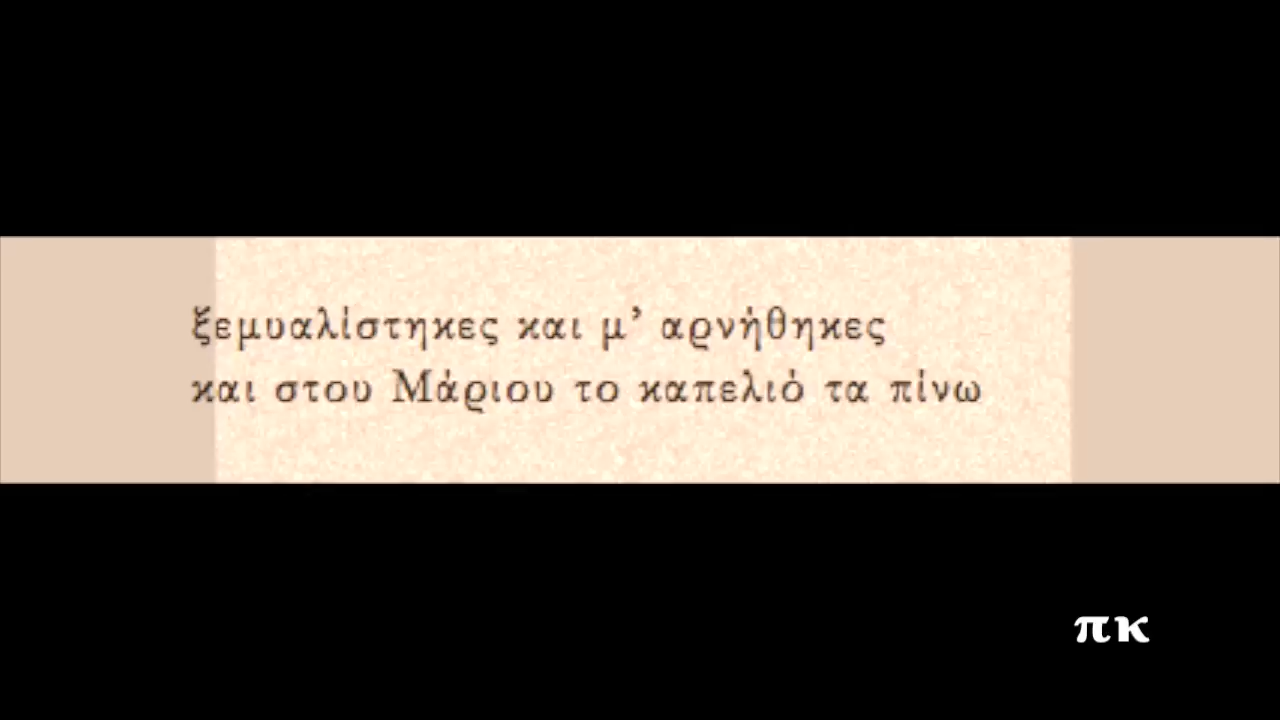 ξεμυαλίστηκες και μ’ αρνήθηκες
και στου Μάριου το καπελιό τα πίνω
πκ